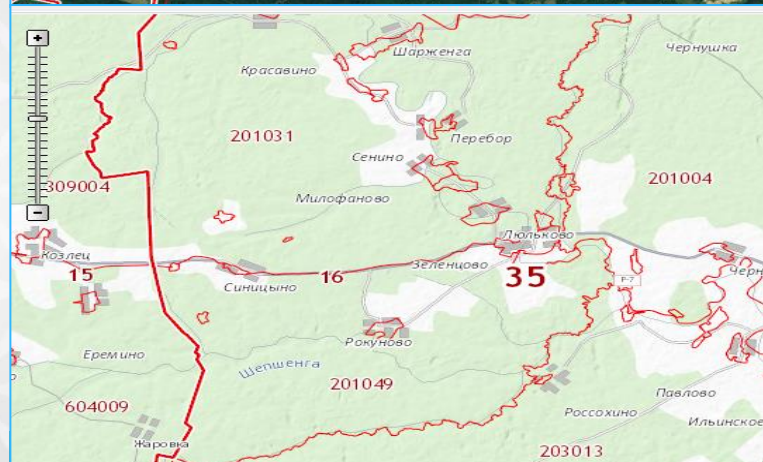 Шарженга
Чернушка
Красавино
201031
Перебор
Сенино
309004
201004
Милофаново
Люльково
Козлец
15
Синицыно
16
Зеленцово
35
Р-7
Черн
Рокуново
Еремино
Шепшенга
201049
604009
Павлово
Россохино
Ильинское
Жаровка
203013